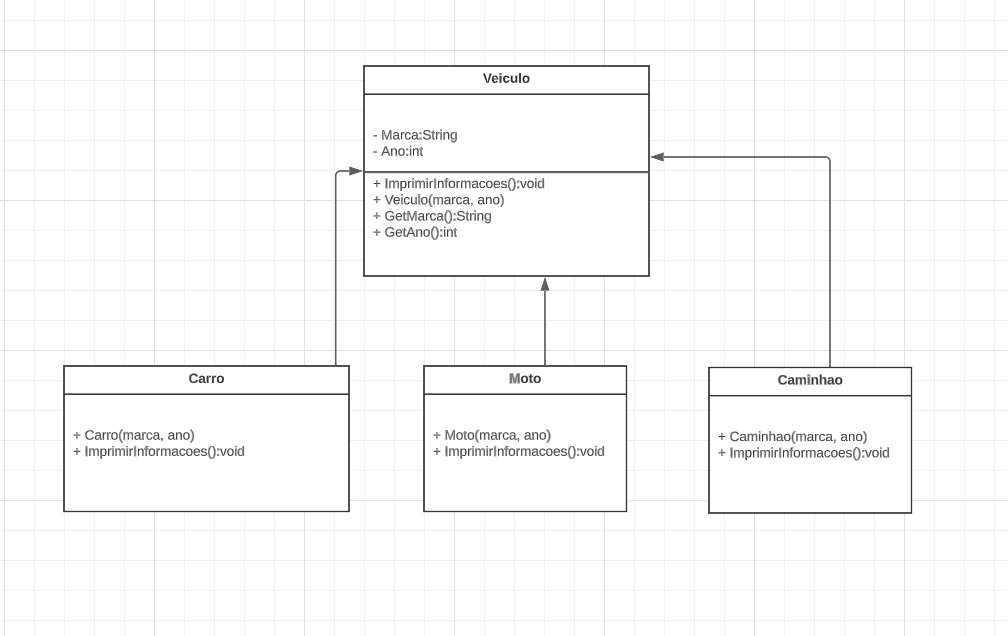 Veiculo
- Marca:String
- Ano:int
+ ImprimirInformacoes():void
+ Veiculo(marca, ano)
+ GetMarca():String
+ GetAno():int
Carro
+ Carro(marca, ano)
+ ImprimirInformacoes():void
Moto
+ Moto(marca, ano)
+ ImprimirInformacoes():void
Caminhao
+ Caminhao(marca, ano)
+ ImprimirInformacoes():void